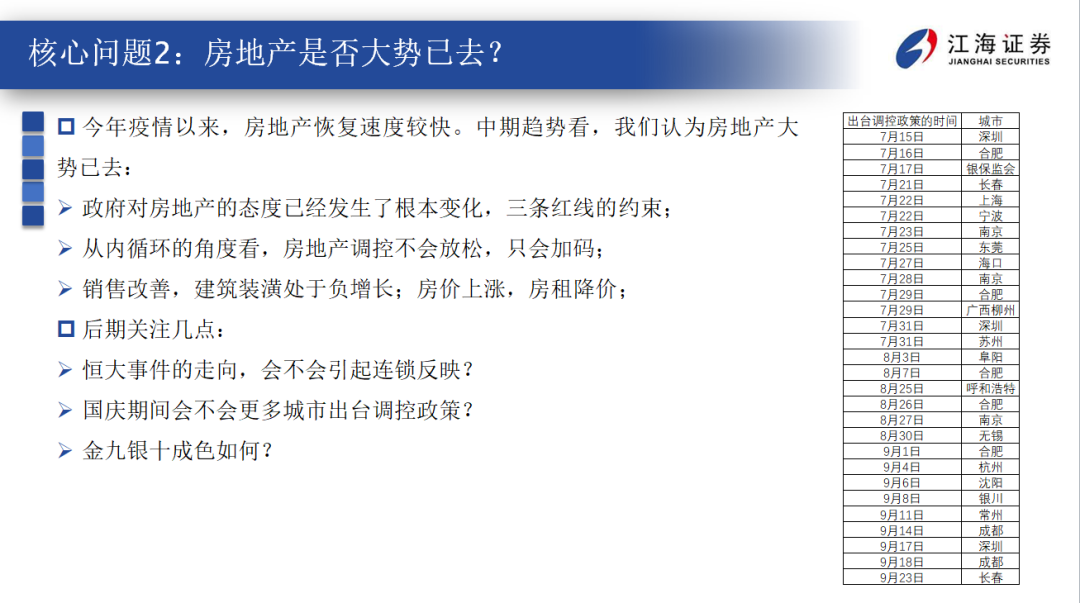 核心问题2：房地产是否大势已去？
江海证券
JIANGHAI SECURITIES
今年疫情以来，房地产恢复速度较快。中期趋势看，我们认为房地产大
势已去：
政府对房地产的态度已经发生了根本变化，三条红线的约束；
从内循环的角度看，房地产调控不会放松，只会加码；
销售改善，建筑装潢处于负增长；房价上涨，房租降价；
后期关注几点：
恒大事件的走向，会不会引起连锁反映？
国庆期间会不会更多城市出台调控政策？
金九银十成色如何？
出台调控政策的时间 城市
7月15日 深圳
7月16日 合肥
7月17日 银保监会
7月21日 长春
7月22日 上海
7月22日 宁波
7月23日 南京
7月25日 东莞
7月27日 海口
7月28日 南京
7月29日 合肥
7月29日 广西柳州
7月31日 深圳
7月31日 苏州
8月3日 阜阳
8月7日 合肥
8月25日 呼和浩特
8月26日 合肥
8月27日 南京
8月30日 无锡
9月1日 合肥
9月4日 杭州
9月6日 沈阳
9月8日 银川
9月11日 常州
9月14日 成都
9月17日 深圳
9月18日 成都
9月23日 长春